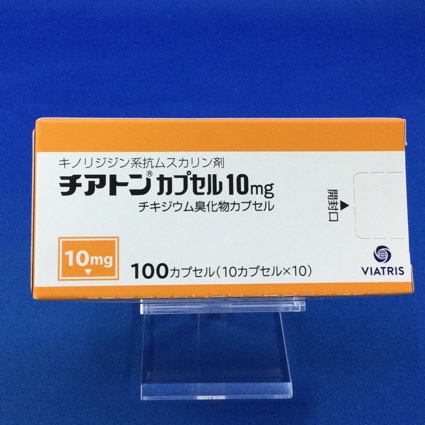 キノリジジン系抗ムスカリン剤
チアトン®カプセル10mg
チキジウム臭化物カプセル
開封口
10mg
100カプセル(10カプセル×10)
VIATRIS